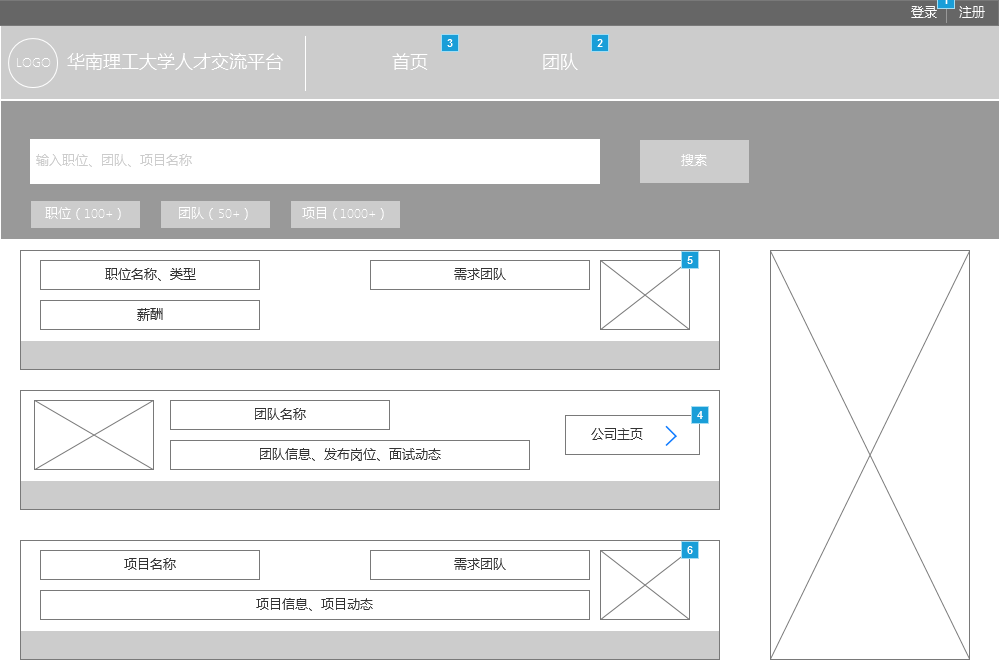 1
登录 注册
LOGO 华南理工大学人才交流平台 首页 3 团队 2
输入职位、团队、项目名称 搜索
职位（100+） 团队（50+） 项目（1000+）
职位名称、类型 需求团队 5
薪酬
团队名称 4
公司主页
团队信息、发布岗位、面试动态
项目名称 需求团队 6
项目信息、项目动态